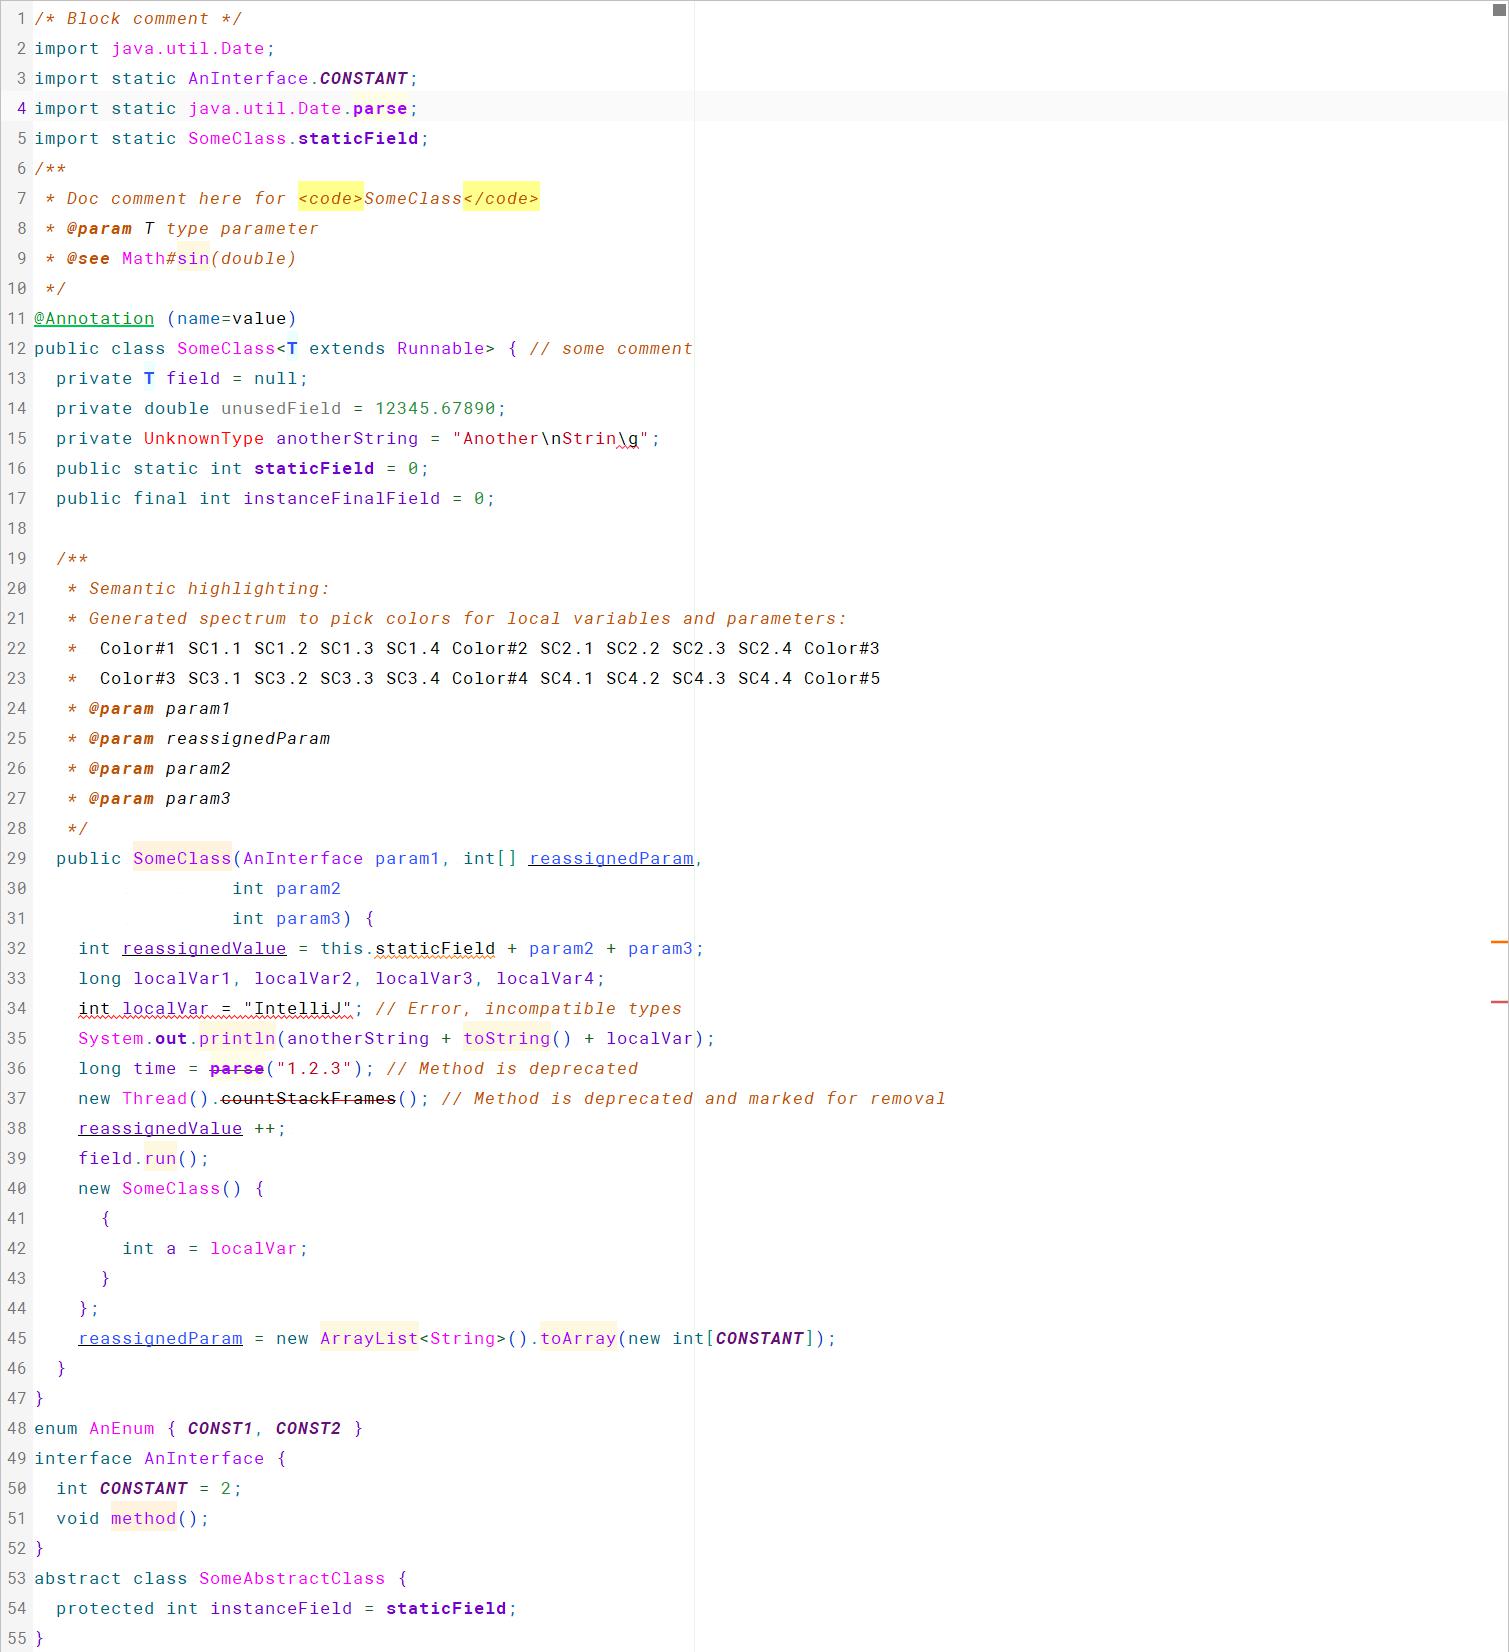 1 /* Block comment */
2 import java.util.Date;
3 import static AnInterface.CONSTANT;
4 import static java.util.Date.parse;
5 import static SomeClass.staticField;
6 /**
7  * Doc comment here for <code>SomeClass</code>
8  * @param T type parameter
9  * @see Math#sin(double)
10  */
11 @Annotation (name=value)
12 public class SomeClass<T extends Runnable> { // some comment
13   private T field = null;
14   private double unusedField = 12345.67890;
15   private UnknownType anotherString = "Another\nStrin\g";
16   public static int staticField = 0;
17   public final int instanceFinalField = 0;
18
19   /**
20    * Semantic highlighting:
21    * Generated spectrum to pick colors for local variables and parameters:
22    *  Color#1 SC1.1 SC1.2 SC1.3 SC1.4 Color#2 SC2.1 SC2.2 SC2.3 SC2.4 Color#3
23    *  Color#3 SC3.1 SC3.2 SC3.3 SC3.4 Color#4 SC4.1 SC4.2 SC4.3 SC4.4 Color#5
24    * @param param1
25    * @param reassignedParam
26    * @param param2
27    * @param param3
28    */
29   public SomeClass(AnInterface param1, int[] reassignedParam,
30                   int param2
31                   int param3) {
32     int reassignedValue = this.staticField + param2 + param3;
33     long localVar1, localVar2, localVar3, localVar4;
34     int localVar = "IntelliJ"; // Error, incompatible types
35     System.out.println(anotherString + toString() + localVar);
36     long time = parse("1.2.3"); // Method is deprecated
37     new Thread().countStackFrames(); // Method is deprecated and marked for removal
38     reassignedValue ++;
39     field.run();
40     new SomeClass() {
41       {
42         int a = localVar;
43       }
44     };
45     reassignedParam = new ArrayList<String>().toArray(new int[CONSTANT]);
46   }
47 }
48 enum AnEnum { CONST1, CONST2 }
49 interface AnInterface {
50   int CONSTANT = 2;
51   void method();
52 }
53 abstract class SomeAbstractClass {
54   protected int instanceField = staticField;
55 }